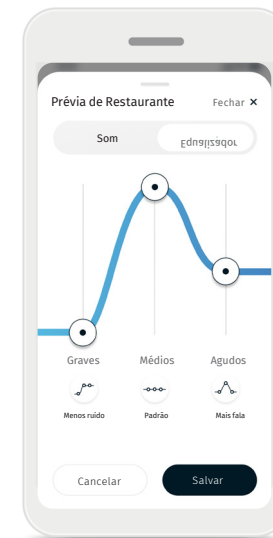 Prévia de Restaurante
Fechar ×
Som
Equalizador
Graves
Médios
Agudos
Menos ruído
Padrão
Mais fala
Cancelar
Salvar